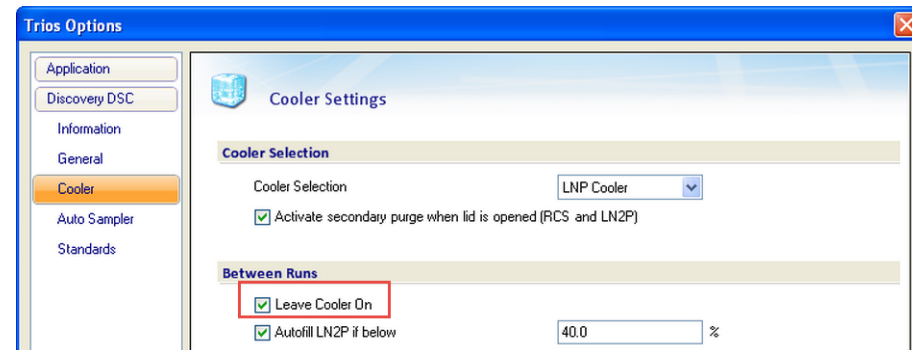 Trios Options
Application
Discovery DSC
Information
General
Cooler
Auto Sampler
Standards
Cooler Settings
Cooler Selection
Cooler Selection LNP Cooler
Activate secondary purge when lid is opened (RCS and LN2P)
Between Runs
Leave Cooler On
Autofill LN2P if below 40.0 %